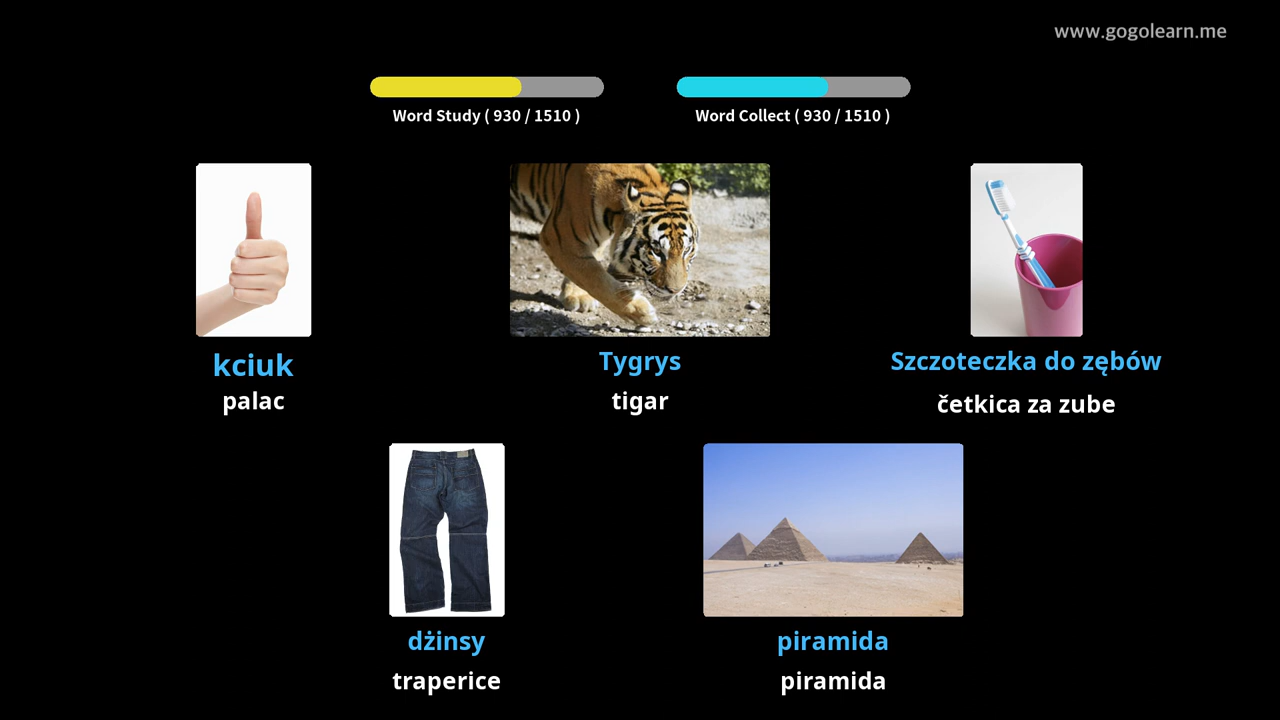 www.gogolearn.me
Word Study ( 930 / 1510 )
Word Collect ( 930 / 1510 )
kciuk
palac
Tygrys
tigar
Szczoteczka do zębów
četkica za zube
dżinsy
traperice
piramida
piramida